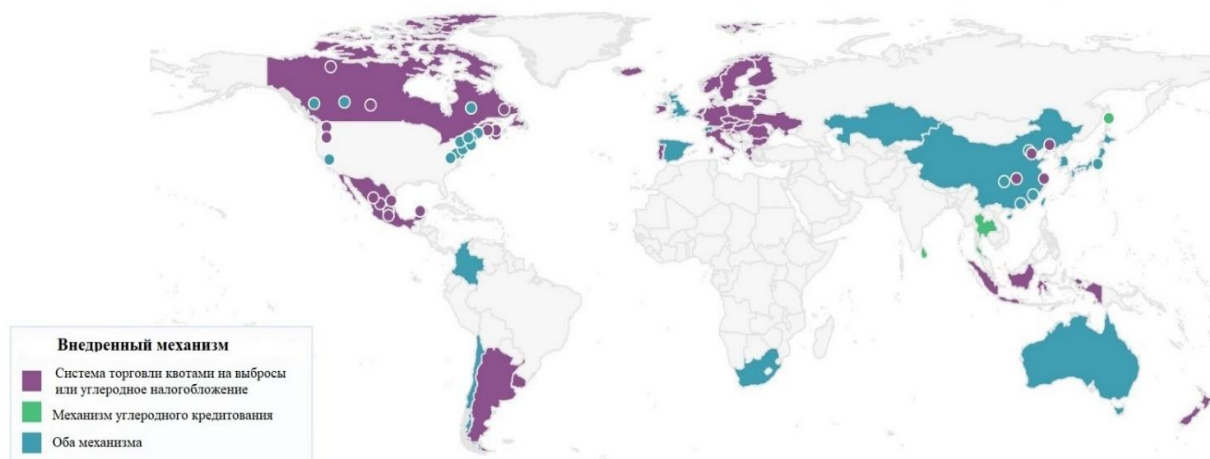 Внедренный механизм
Система торговли квотами на выбросы
или углеродное налогообложение
Механизм углеродного кредитования
Оба механизма